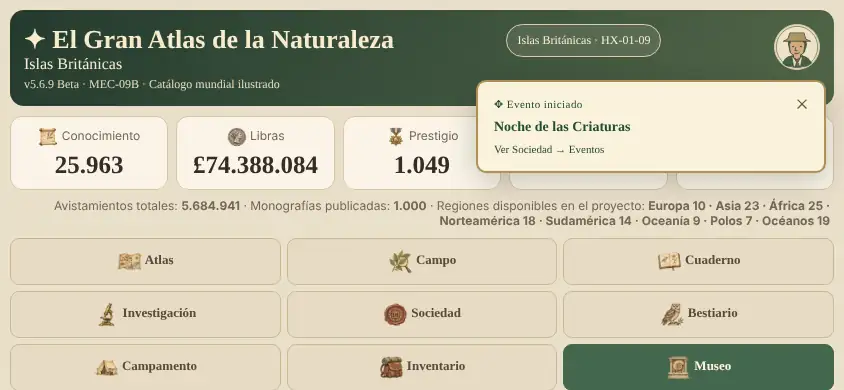 ✦ El Gran Atlas de la Naturaleza
Islas Británicas
v5.6.9 Beta · MEC-09B · Catálogo mundial ilustrado
Islas Británicas · HX-01-09
✥ Evento iniciado
Noche de las Criaturas
Ver Sociedad → Eventos
Conocimiento
25.963
Libras
£74.388.084
Prestigio
1.049
Avistamientos totales: 5.684.941 · Monografías publicadas: 1.000 · Regiones disponibles en el proyecto: Europa 10 · Asia 23 · África 25 ·
Norteamérica 18 · Sudamérica 14 · Oceanía 9 · Polos 7 · Océanos 19
Atlas
Campo
Cuaderno
Investigación
Sociedad
Bestiario
Campamento
Inventario
Museo